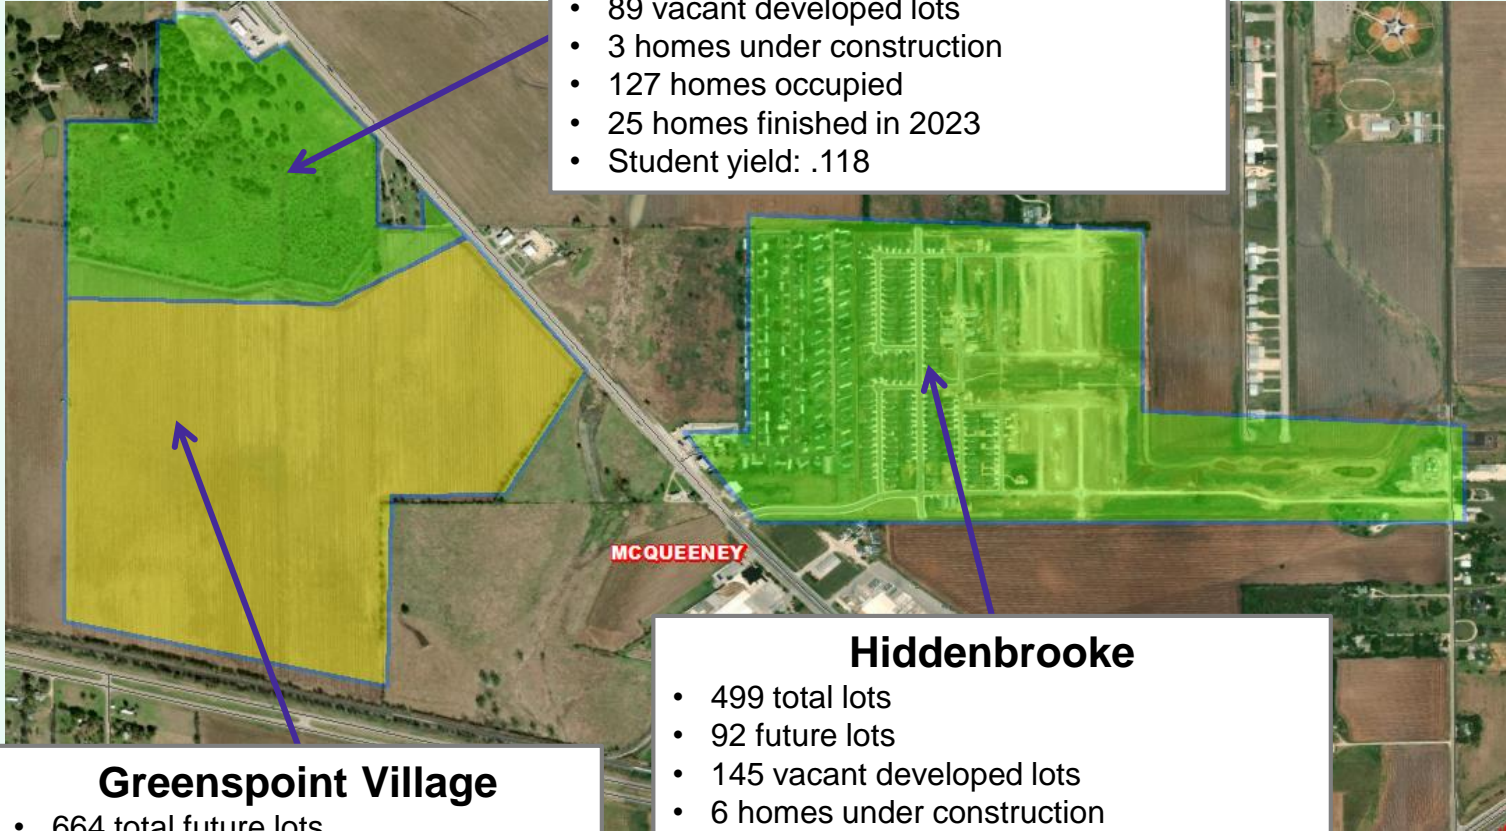 • 89 vacant developed lots
• 3 homes under construction
• 127 homes occupied
• 25 homes finished in 2023
• Student yield: .118
MCQUEENEY
Hiddenbrooke
• 499 total lots
• 92 future lots
• 145 vacant developed lots
• 6 homes under construction
Greenspoint Village
• 664 total future lots